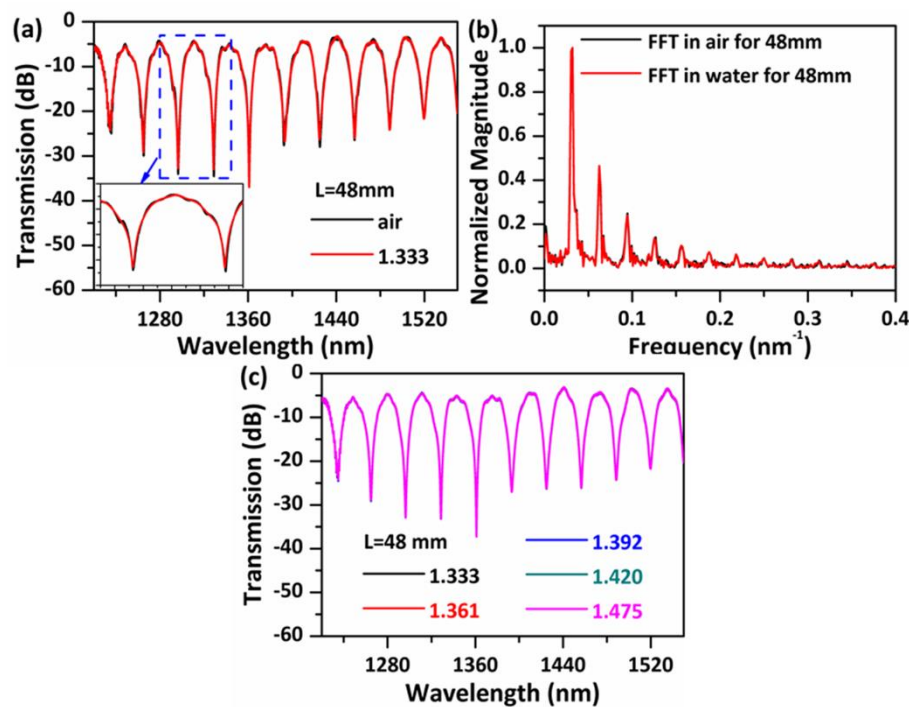 (a)
0
-10
-20
-30
-40
-50
-60
Transmission (dB)
L=48mm
air
1.333
1280 1360 1440 1520
Wavelength (nm)
(b)
1.0
0.8
0.6
0.4
0.2
0.0
Normalized Magnitude
FFT in air for 48mm
FFT in water for 48mm
0.0 0.1 0.2 0.3 0.4
Frequency (nm⁻¹)
(c)
0
-10
-20
-30
-40
-50
-60
Transmission (dB)
L=48 mm
1.333
1.361
1.392
1.420
1.475
1280 1360 1440 1520
Wavelength (nm)